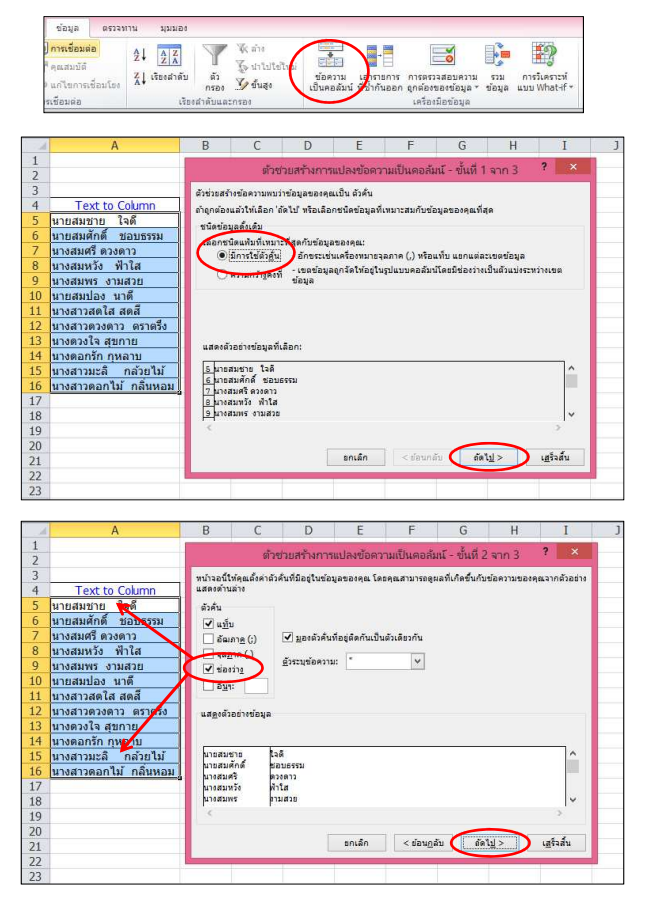 ข้อมูล ตรวจทาน มุมมอง
การเชื่อมต่อ
คุณสมบัติ
แก้ไขการเชื่อมโยง
เรียงลำดับ
ตัว
กรอง
ล้าง
นำไปใช้ใหม่
ขั้นสูง
ข้อความ
เป็นคอลัมน์
เอารายการ
ที่ซ้ำกันออก
การตรวจสอบความ
ถูกต้องของข้อมูล
รวม
ข้อมูล
การวิเคราะห์
แบบ What-if
รเชื่อมต่อ
เรียงลำดับและกรอง
เครื่องมือข้อมูล
A B C D E F G H I J
1
2
3
4 Text to Column
5 นายสมชาย ใจดี
6 นายสมศักดิ์ ชอบธรรม
7 นางสมศรี ดวงดาว
8 นางสมหวัง ฟ้าใส
9 นางสมพร งามสวย
10 นายสมปอง นาดี
11 นางสาวสดใส สดสี
12 นางสาวดวงดาว ตราตรึง
13 นางดวงใจ สุขกาย
14 นางดอกรัก กุหลาบ
15 นางสาวมะลิ กล้วยไม้
16 นางสาวดอกไม้ กลิ่นหอม
17
18
19
20
21
22
23
ตัวช่วยสร้างการแปลงข้อความเป็นคอลัมน์ - ขั้นที่ 1 จาก 3 ? ×
ตัวช่วยสร้างข้อความพบว่าข้อมูลของคุณเป็น ตัวคั่น
ถ้าถูกต้องแล้วให้เลือก 'ถัดไป' หรือเลือกชนิดข้อมูลที่เหมาะสมกับข้อมูลของคุณที่สุด
ชนิดข้อมูลดั้งเดิม
เลือกชนิดแฟ้มที่เหมาะที่สุดกับข้อมูลของคุณ:
มีการใช้ตัวคั่น - อักขระเช่นเครื่องหมายจุลภาค (,) หรือแท็บ แยกแต่ละเขตข้อมูล
ความกว้างคงที่ - เขตข้อมูลถูกจัดให้อยู่ในรูปแบบคอลัมน์โดยมีช่องว่างเป็นตัวแบ่งระหว่างเขต
ข้อมูล
แสดงตัวอย่างข้อมูลที่เลือก:
5 นายสมชาย ใจดี
6 นายสมศักดิ์ ชอบธรรม
7 นางสมศรี ดวงดาว
8 นางสมหวัง ฟ้าใส
9 นางสมพร งามสวย
ยกเลิก < ย้อนกลับ ถัดไป > เสร็จสิ้น
A B C D E F G H I J
1
2
3
4 Text to Column
5 นายสมชาย ใจดี
6 นายสมศักดิ์ ชอบธรรม
7 นางสมศรี ดวงดาว
8 นางสมหวัง ฟ้าใส
9 นางสมพร งามสวย
10 นายสมปอง นาดี
11 นางสาวสดใส สดสี
12 นางสาวดวงดาว ตราตรึง
13 นางดวงใจ สุขกาย
14 นางดอกรัก กุหลาบ
15 นางสาวมะลิ กล้วยไม้
16 นางสาวดอกไม้ กลิ่นหอม
17
18
19
20
21
22
23
ตัวช่วยสร้างการแปลงข้อความเป็นคอลัมน์ - ขั้นที่ 2 จาก 3 ? ×
หน้าจอนี้ให้คุณตั้งค่าตัวคั่นที่มีอยู่ในข้อมูลของคุณ โดยคุณสามารถดูผลที่เกิดขึ้นกับข้อความของคุณจากตัวอย่าง
แสดงด้านล่าง
ตัวคั่น
แท็บ
อัฒภาค (;)
จุลภาค (,)
ช่องว่าง
อื่นๆ:
มองตัวคั่นที่อยู่ติดกันเป็นตัวเดียวกัน
ตัวระบุข้อความ: "
แสดงตัวอย่างข้อมูล
นายสมชาย ใจดี
นายสมศักดิ์ ชอบธรรม
นางสมศรี ดวงดาว
นางสมหวัง ฟ้าใส
นางสมพร งามสวย
ยกเลิก < ย้อนกลับ ถัดไป > เสร็จสิ้น